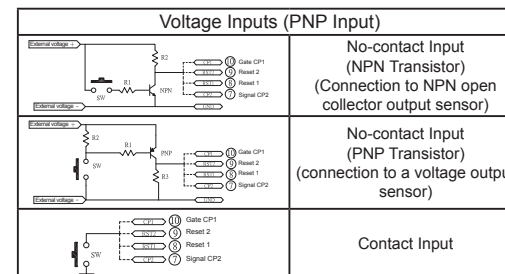 Voltage Inputs (PNP Input)
External voltage +
R2
R1
SW
NPN
External voltage -
CP1 10 Gate CP1
RST2 9 Reset 2
RST1 8 Reset 1
CP2 7 Signal CP2
GND
No-contact Input
(NPN Transistor)
(Connection to NPN open
collector output sensor)
External voltage +
R2
R1
PNP
SW
R3
External voltage -
CP1 10 Gate CP1
RST2 9 Reset 2
RST1 8 Reset 1
CP2 7 Signal CP2
GND
No-contact Input
(PNP Transistor)
(connection to a voltage outpu
sensor)
SW
CP1 10 Gate CP1
RST2 9 Reset 2
RST1 8 Reset 1
CP2 7 Signal CP2
Contact Input